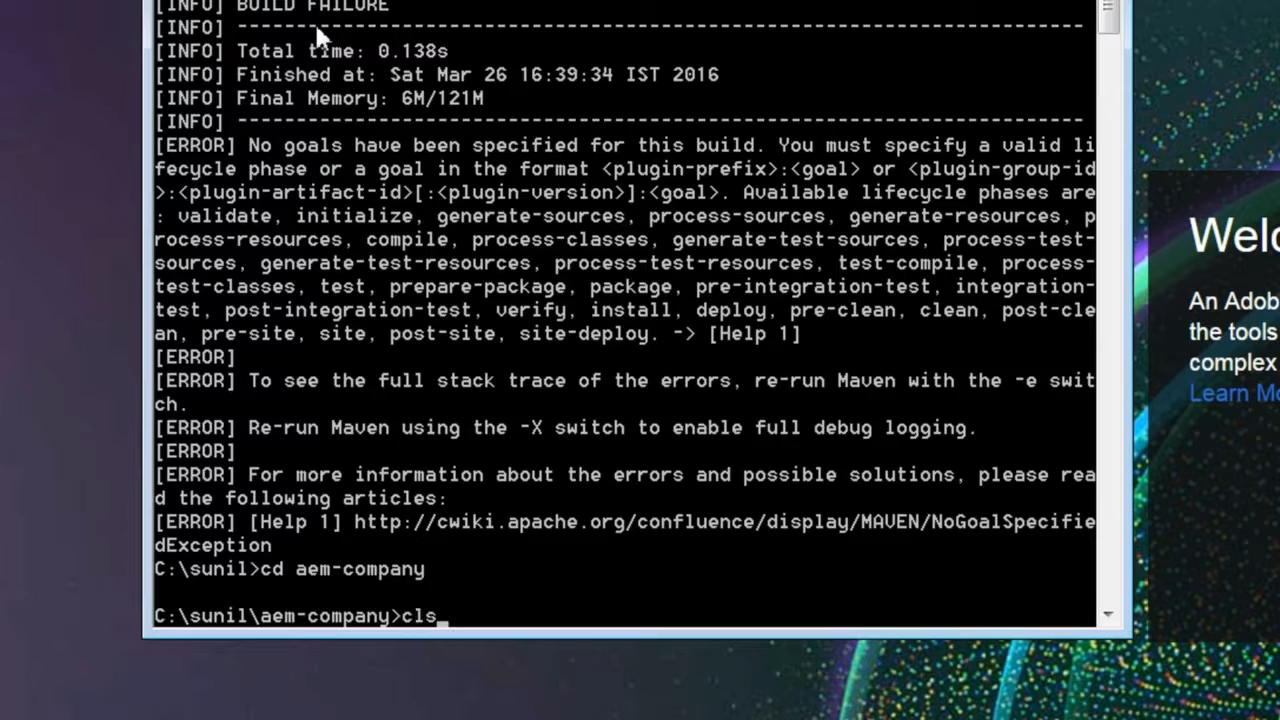 [INFO] BUILD FAILURE
[INFO] ------------------------------------------------------------------------
[INFO] Total time: 0.138s
[INFO] Finished at: Sat Mar 26 16:39:34 IST 2016
[INFO] Final Memory: 6M/121M
[INFO] ------------------------------------------------------------------------
[ERROR] No goals have been specified for this build. You must specify a valid li
fecycle phase or a goal in the format <plugin-prefix>:<goal> or <plugin-group-id
>:<plugin-artifact-id>[:<plugin-version>]:<goal>. Available lifecycle phases are
: validate, initialize, generate-sources, process-sources, generate-resources, p
rocess-resources, compile, process-classes, generate-test-sources, process-test-
sources, generate-test-resources, process-test-resources, test-compile, process-
test-classes, test, prepare-package, package, pre-integration-test, integration-
test, post-integration-test, verify, install, deploy, pre-clean, clean, post-cle
an, pre-site, site, post-site, site-deploy. -> [Help 1]
[ERROR]
[ERROR] To see the full stack trace of the errors, re-run Maven with the -e swit
ch.
[ERROR] Re-run Maven using the -X switch to enable full debug logging.
[ERROR]
[ERROR] For more information about the errors and possible solutions, please rea
d the following articles:
[ERROR] [Help 1] http://cwiki.apache.org/confluence/display/MAVEN/NoGoalSpecifie
dException
C:\sunil>cd aem-company
C:\sunil\aem-company>cls_
Welc
An Adob
the tools
complex
Learn Mo